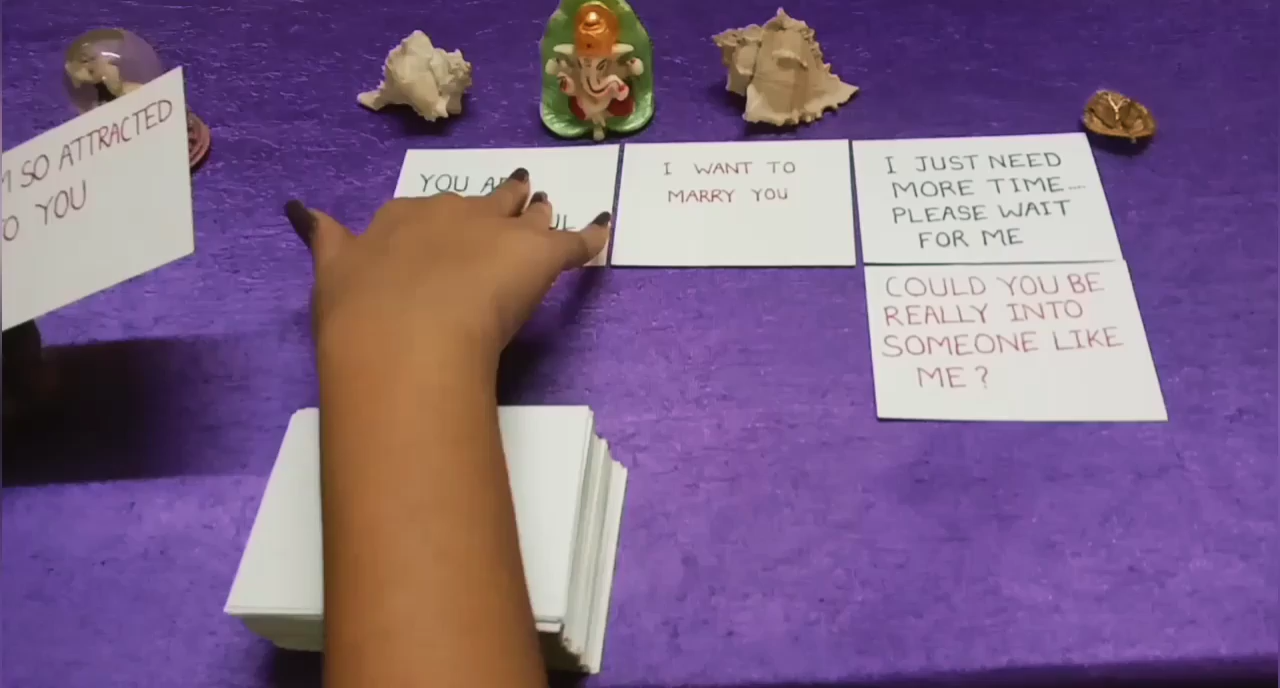 SO ATTRACTED
YOU
YOU
I WANT TO
MARRY YOU
I JUST NEED
MORE TIME....
PLEASE WAIT
FOR ME
COULD YOU BE
REALLY INTO
SOMEONE LIKE
ME?